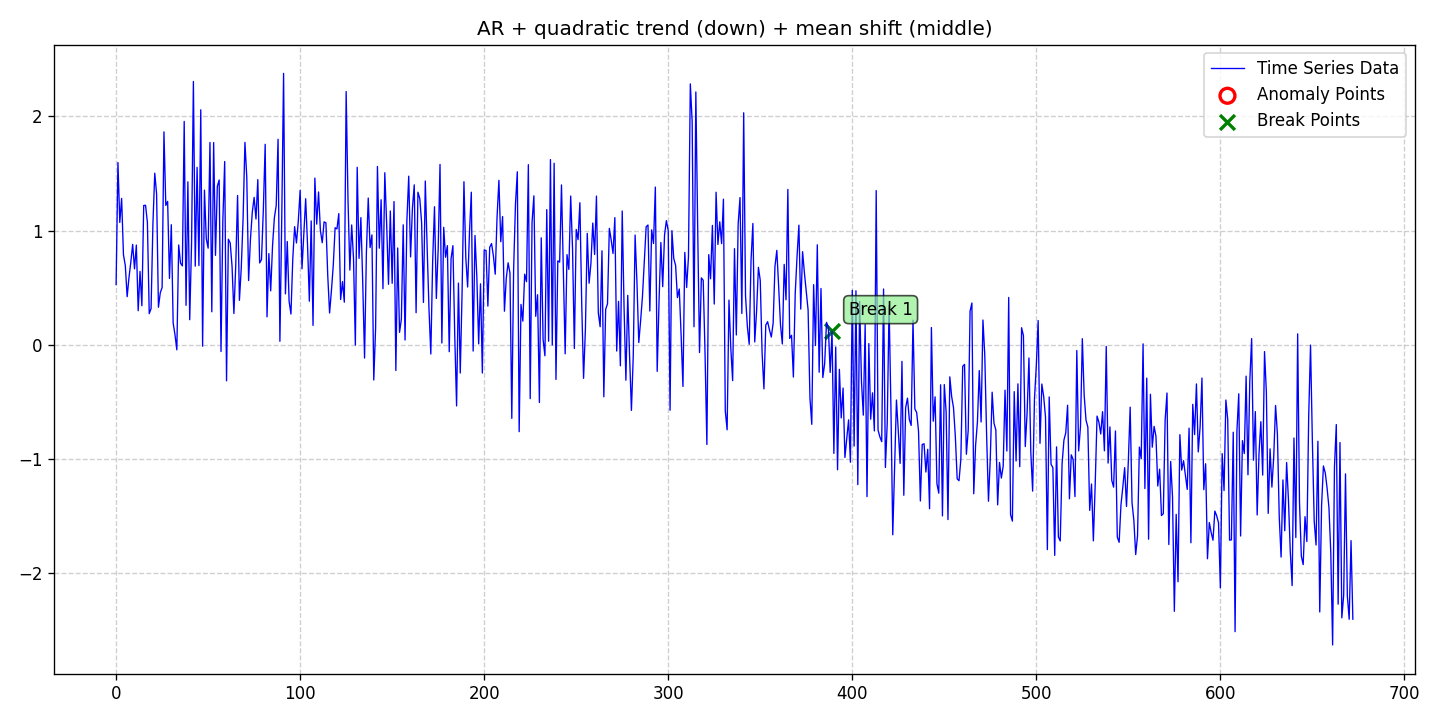 AR + quadratic trend (down) + mean shift (middle)
Time Series Data
Anomaly Points
Break Points
Break 1
2
1
0
−1
−2
0 100 200 300 400 500 600 700